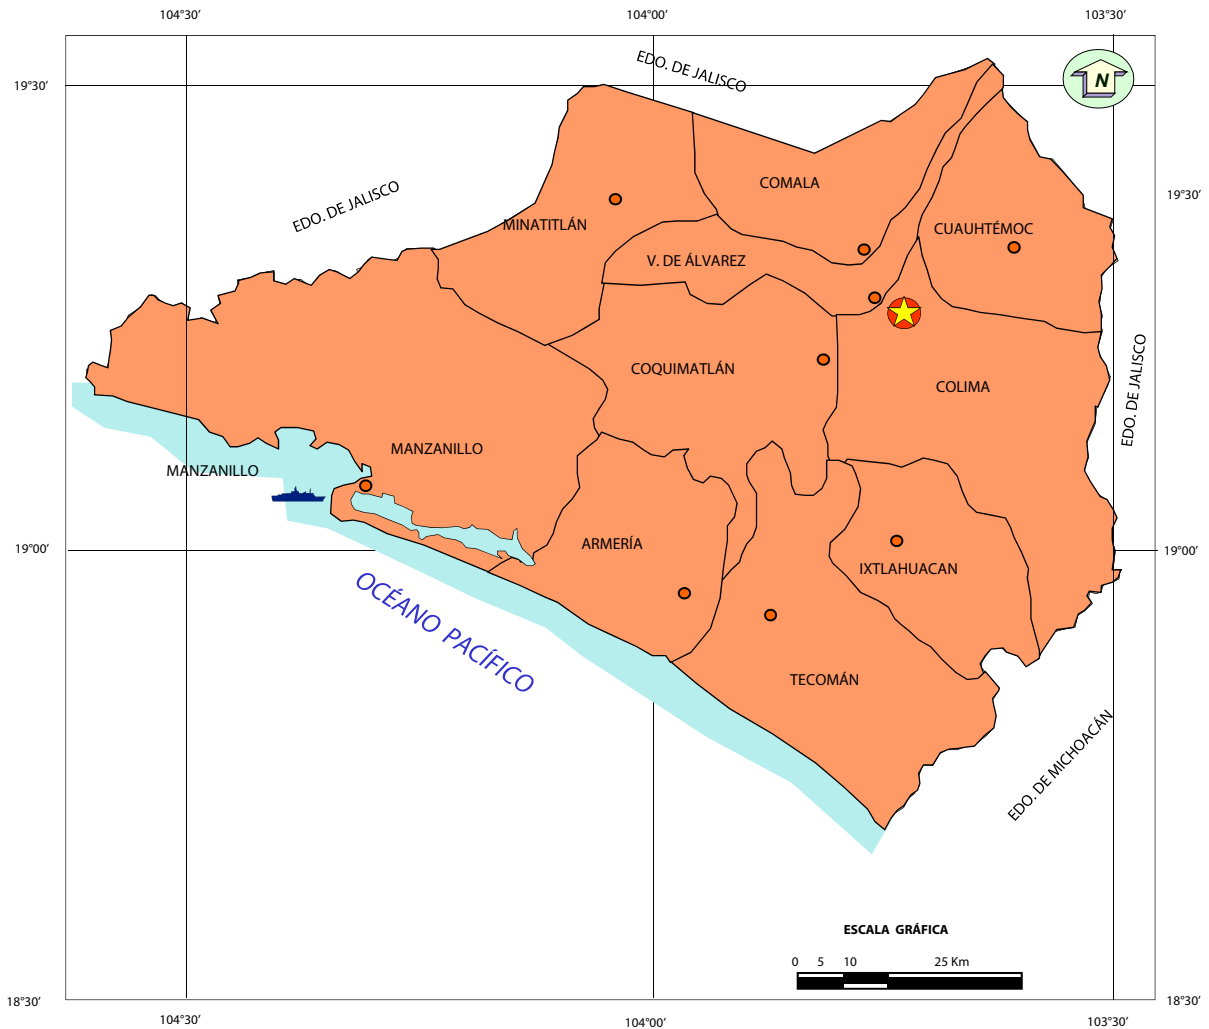 104°30′
104°00′
103°30′
EDO. DE JALISCO
19°30′
N
COMALA
EDO. DE JALISCO
19°30′
MINATITLÁN
CUAUHTÉMOC
V. DE ÁLVAREZ
COQUIMATLÁN
COLIMA
EDO. DE JALISCO
MANZANILLO
MANZANILLO
ARMERÍA
19°00′
19°00′
IXTLAHUACAN
OCÉANO PACÍFICO
TECOMÁN
EDO. DE MICHOACÁN
ESCALA GRÁFICA
0 5 10 25 Km
18°30′
18°30′
104°30′
104°00′
103°30′